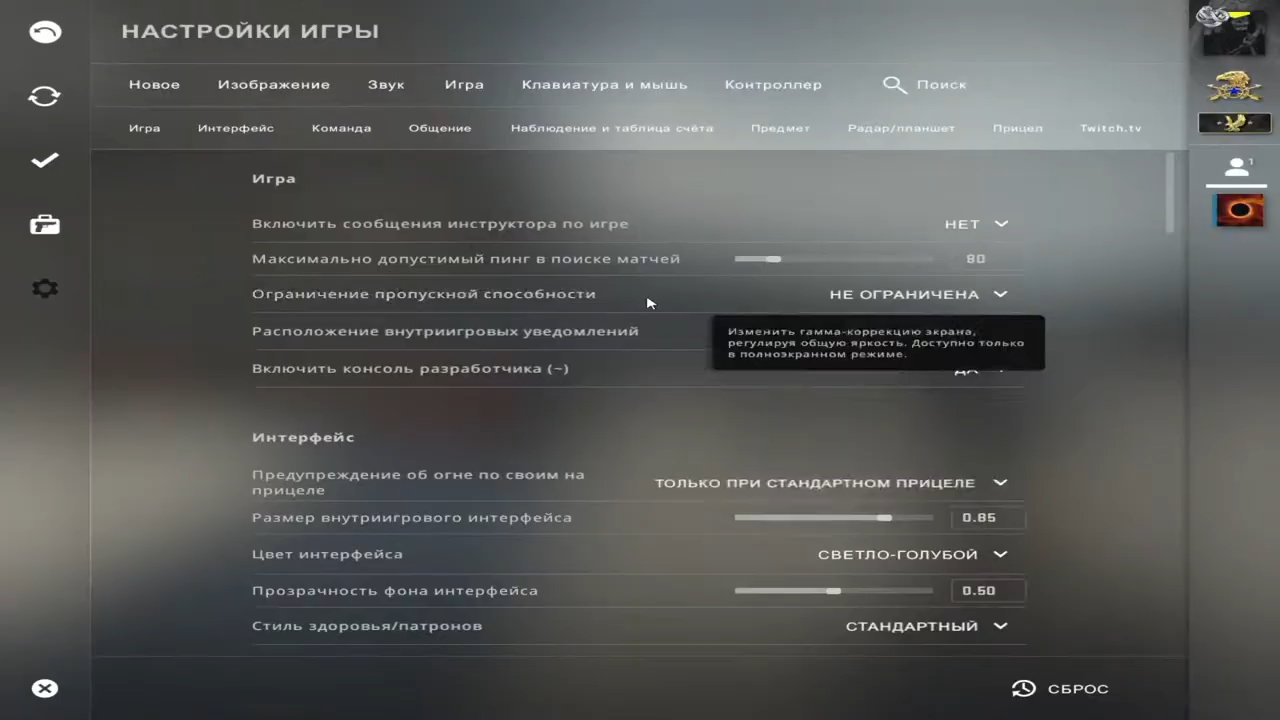 НАСТРОЙКИ ИГРЫ
Новое Изображение Звук Игра Клавиатура и мышь Контроллер Поиск
Игра Интерфейс Команда Общение Наблюдение и таблица счёта Предмет Радар/планшет Прицел Twitch.tv
1
Игра
Включить сообщения инструктора по игре НЕТ
Максимально допустимый пинг в поиске матчей 80
Ограничение пропускной способности НЕ ОГРАНИЧЕНА
Расположение внутриигровых уведомлений
Изменить гамма-коррекцию экрана,
регулируя общую яркость. Доступно только
в полноэкранном режиме.
Включить консоль разработчика (~) ДА
Интерфейс
Предупреждение об огне по своим на
прицеле ТОЛЬКО ПРИ СТАНДАРТНОМ ПРИЦЕЛЕ
Размер внутриигрового интерфейса 0.85
Цвет интерфейса СВЕТЛО-ГОЛУБОЙ
Прозрачность фона интерфейса 0.50
Стиль здоровья/патронов СТАНДАРТНЫЙ
СБРОС